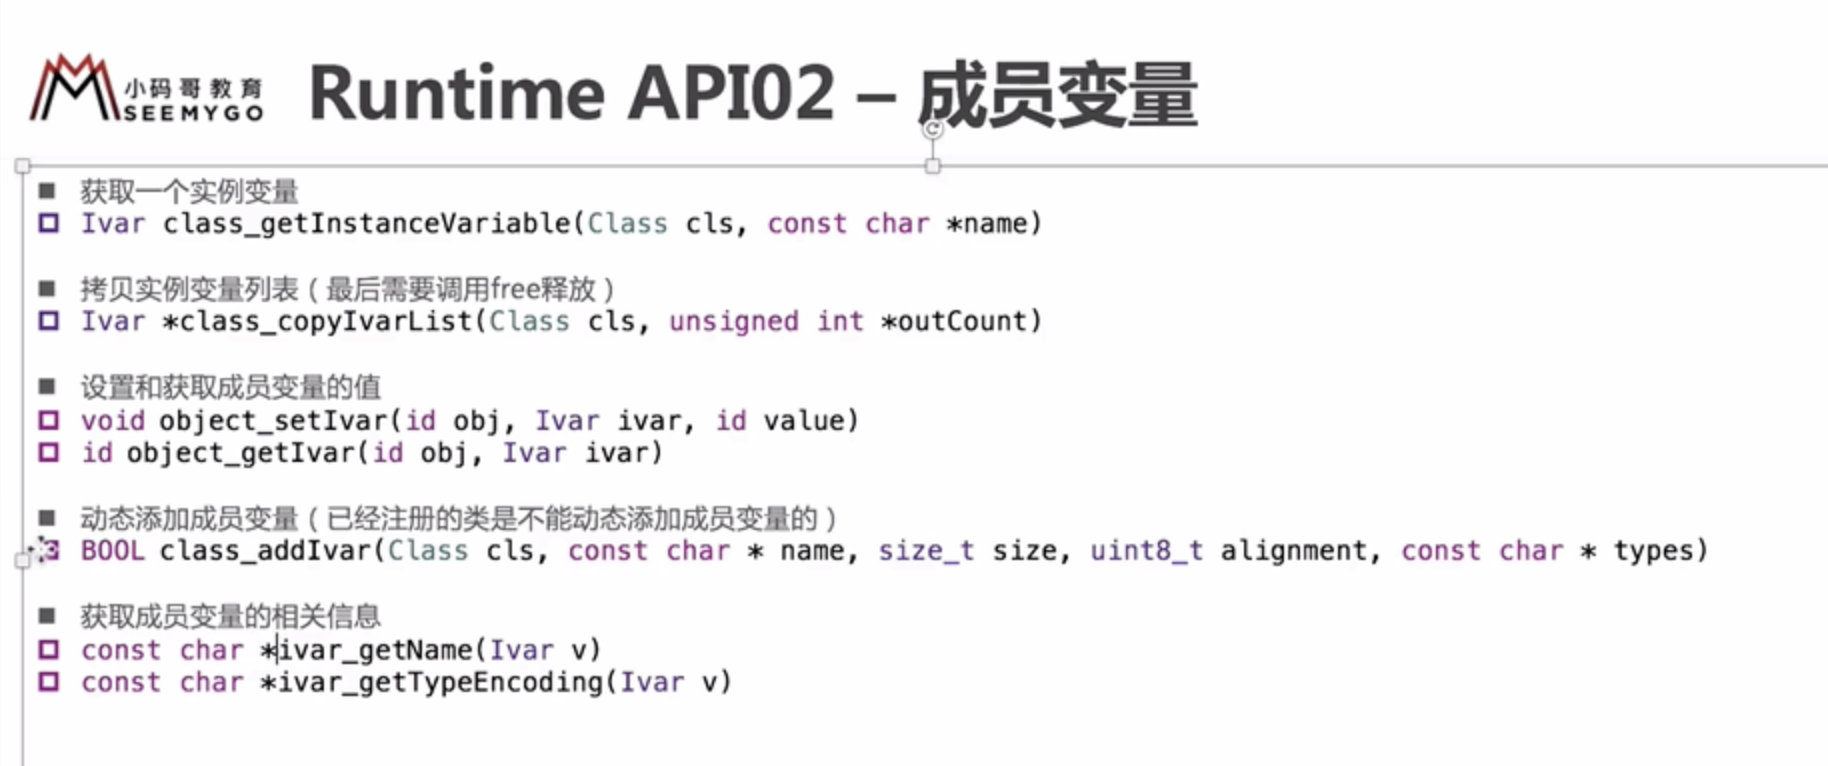 小码哥教育
SEEMYGO
Runtime API02 – 成员变量
获取一个实例变量
Ivar class_getInstanceVariable(Class cls, const char *name)
拷贝实例变量列表（最后需要调用free释放）
Ivar *class_copyIvarList(Class cls, unsigned int *outCount)
设置和获取成员变量的值
void object_setIvar(id obj, Ivar ivar, id value)
id object_getIvar(id obj, Ivar ivar)
动态添加成员变量（已经注册的类是不能动态添加成员变量的）
BOOL class_addIvar(Class cls, const char * name, size_t size, uint8_t alignment, const char * types)
获取成员变量的相关信息
const char *ivar_getName(Ivar v)
const char *ivar_getTypeEncoding(Ivar v)